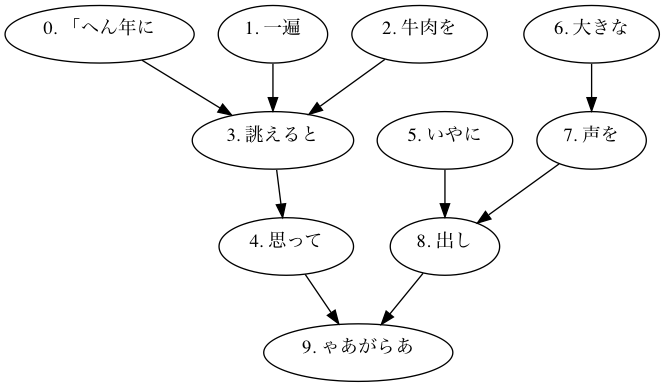 0. 「へん年に
1. 一遍
2. 牛肉を
6. 大きな
3. 誂えると
5. いやに
7. 声を
4. 思って
8. 出し
9. ゃあがらあ